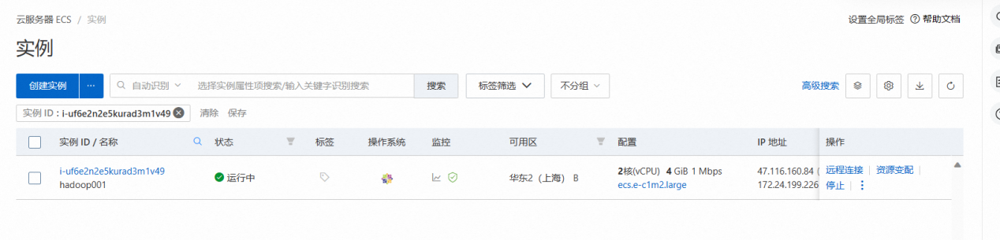 云服务器 ECS / 实例
设置全局标签 帮助文档
实例
创建实例 ··· 自动识别 选择实例属性项搜索/输入关键字识别搜索 搜索 标签筛选 不分组 高级搜索
实例 ID : i-uf6e2n2e5kurad3m1v49 清除 保存
实例 ID / 名称 状态 标签 操作系统 监控 可用区 配置 IP 地址 操作
i-uf6e2n2e5kurad3m1v49
hadoop001
运行中
华东2（上海） B
2核(vCPU) 4 GiB 1 Mbps
ecs.e-c1m2.large
47.116.160.84 (
172.24.199.226
远程连接 | 资源变配 |
停止 |